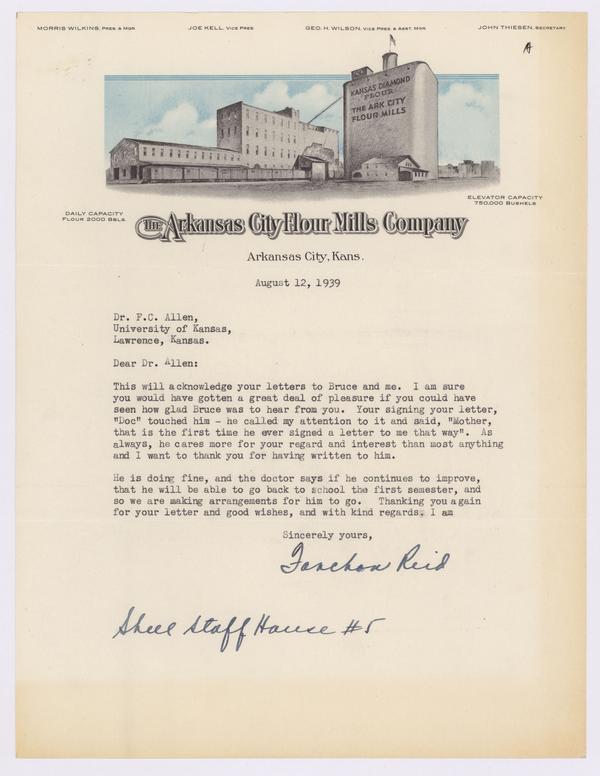 MORRIS WILKINS, PRES. & MGR. JOE KELL, VICE PRES. GEO. H. WILSON, VICE PRES. & ASST. MGR. JOHN THIESEN, SECRETARY
A
KANSAS DIAMOND
FLOUR
THE ARK CITY
FLOUR MILLS
DAILY CAPACITY
FLOUR 2000 BBLS.
ELEVATOR CAPACITY
750,000 BUSHELS
THE Arkansas City Flour Mills Company
Arkansas City, Kans.
August 12, 1939
Dr. F.C. Allen,
University of Kansas,
Lawrence, Kansas.
Dear Dr. Allen:
This will acknowledge your letters to Bruce and me. I am sure
you would have gotten a great deal of pleasure if you could have
seen how glad Bruce was to hear from you. Your signing your letter,
"Doc" touched him - he called my attention to it and said, "Mother,
that is the first time he ever signed a letter to me that way". As
always, he cares more for your regard and interest than most anything
and I want to thank you for having written to him.
He is doing fine, and the doctor says if he continues to improve,
that he will be able to go back to school the first semester, and
so we are making arrangements for him to go. Thanking you again
for your letter and good wishes, and with kind regards, I am
Sincerely yours,
Fanchon Reid
Staff House #5